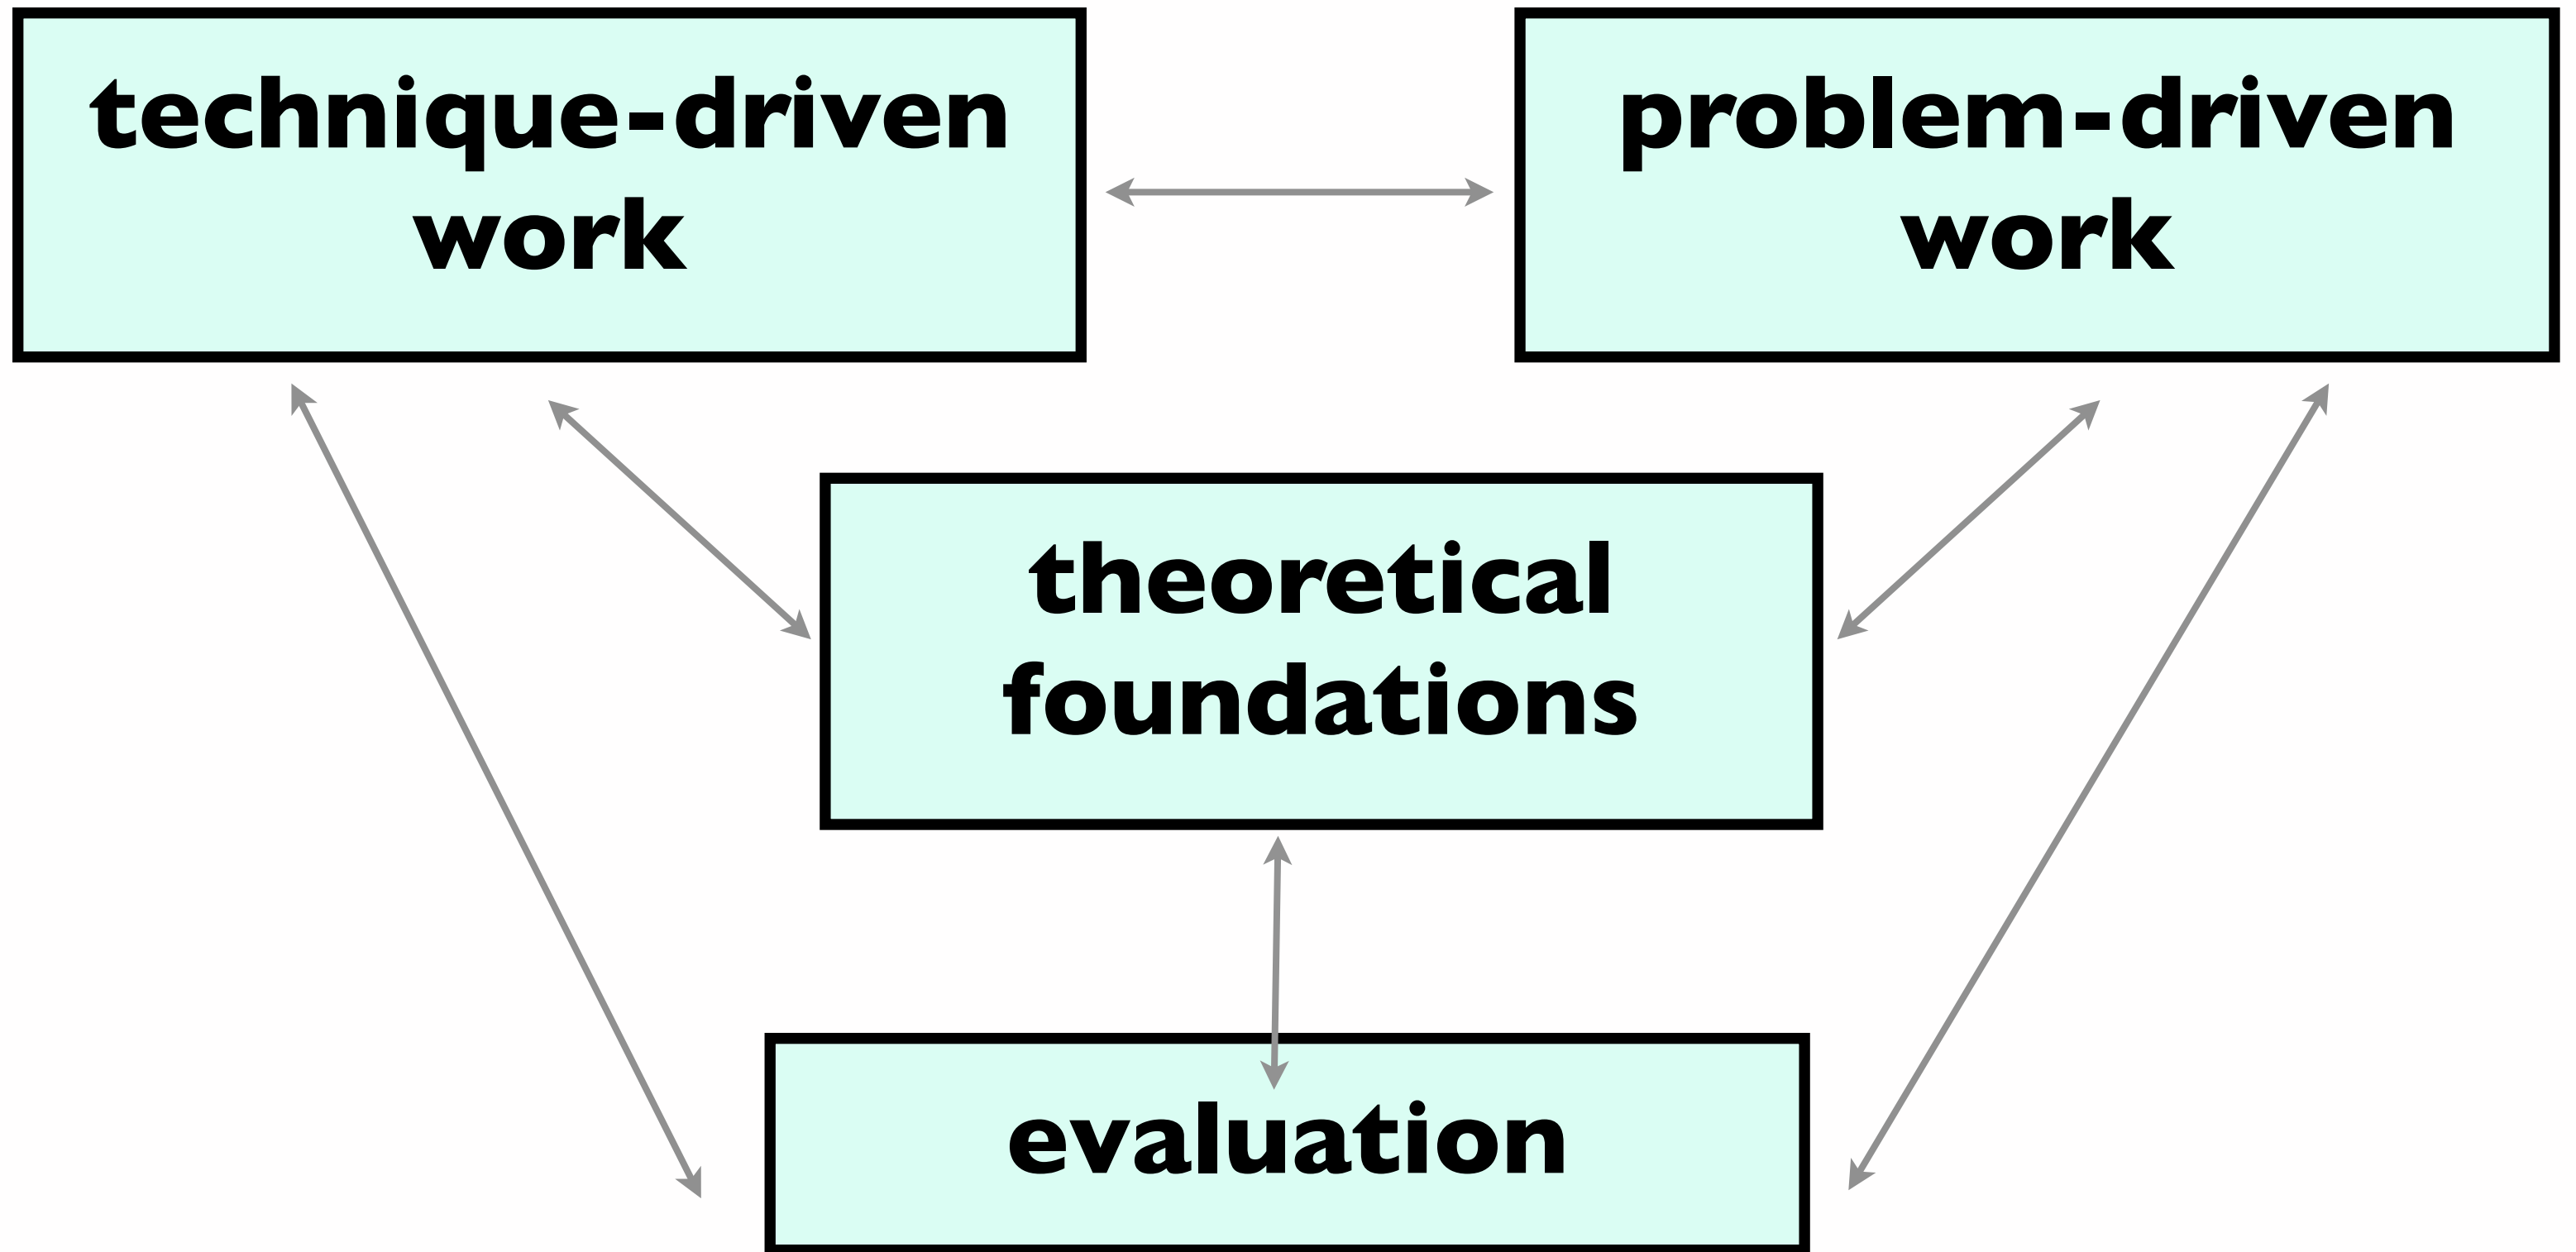 technique-driven
work
problem-driven
work
theoretical
foundations
evaluation